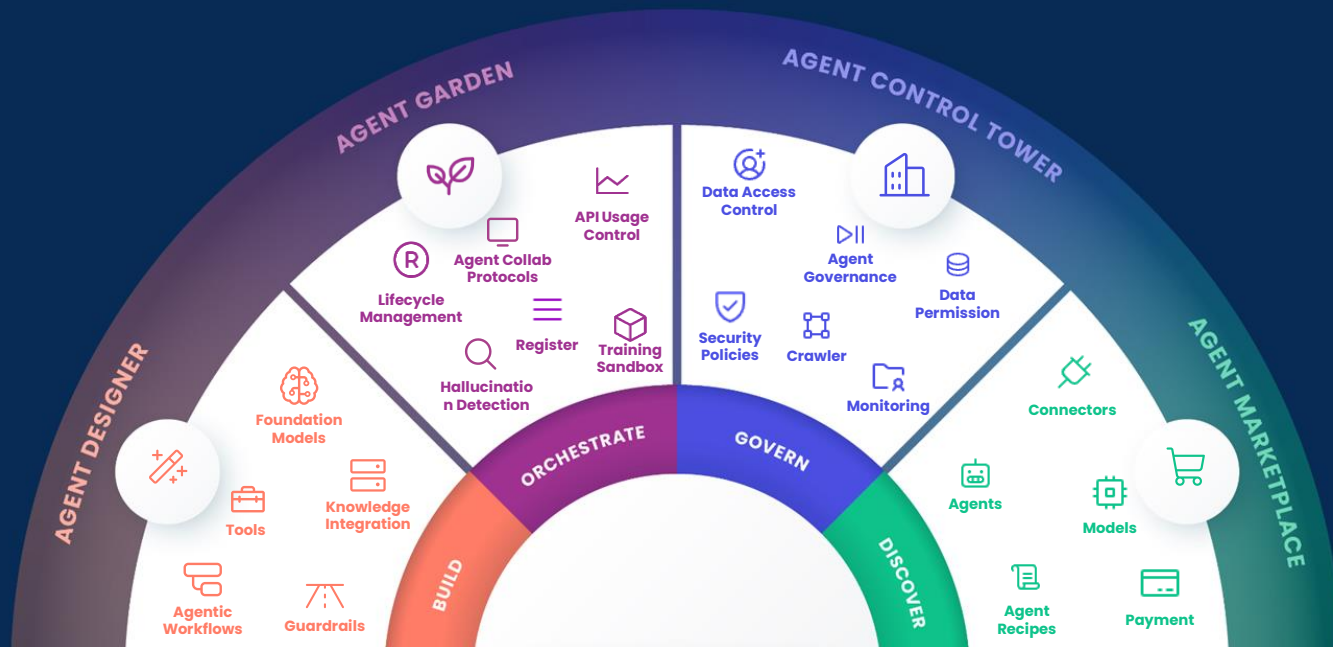 AGENT DESIGNER
AGENT GARDEN
AGENT CONTROL TOWER
AGENT MARKETPLACE
Foundation
Models
Knowledge
Integration
Tools
Agentic
Workflows
Guardrails
BUILD
API Usage
Control
Agent Collab
Protocols
R
Lifecycle
Management
Register
Training
Sandbox
Hallucinatio
n Detection
ORCHESTRATE
Data Access
Control
Agent
Governance
Data
Permission
Security
Policies
Crawler
Monitoring
GOVERN
Connectors
Agents
Models
Agent
Recipes
Payment
DISCOVER